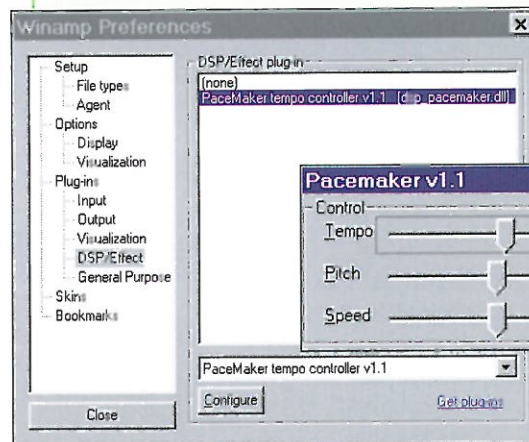 Winamp Preferences
Setup
File types
Agent
Options
Display
Visualization
Plug-ins
Input
Output
Visualization
DSP/Effect
General Purpose
Skins
Bookmarks
Close
DSP/Effect plug-in
(none)
PaceMaker tempo controller v1.1 [dsp_pacemaker.dll]
Pacemaker v1.1
Control
Tempo
Pitch
Speed
PaceMaker tempo controller v1.1
Configure
Get plug-ins